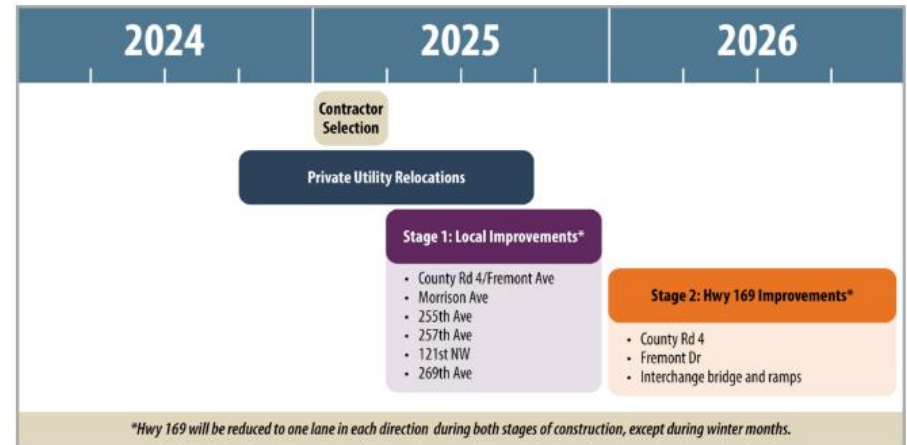 2024
2025
2026
Contractor
Selection
Private Utility Relocations
Stage 1: Local Improvements*
• County Rd 4/Fremont Ave
• Morrison Ave
• 255th Ave
• 257th Ave
• 121st NW
• 269th Ave
Stage 2: Hwy 169 Improvements*
• County Rd 4
• Fremont Dr
• Interchange bridge and ramps
*Hwy 169 will be reduced to one lane in each direction during both stages of construction, except during winter months.